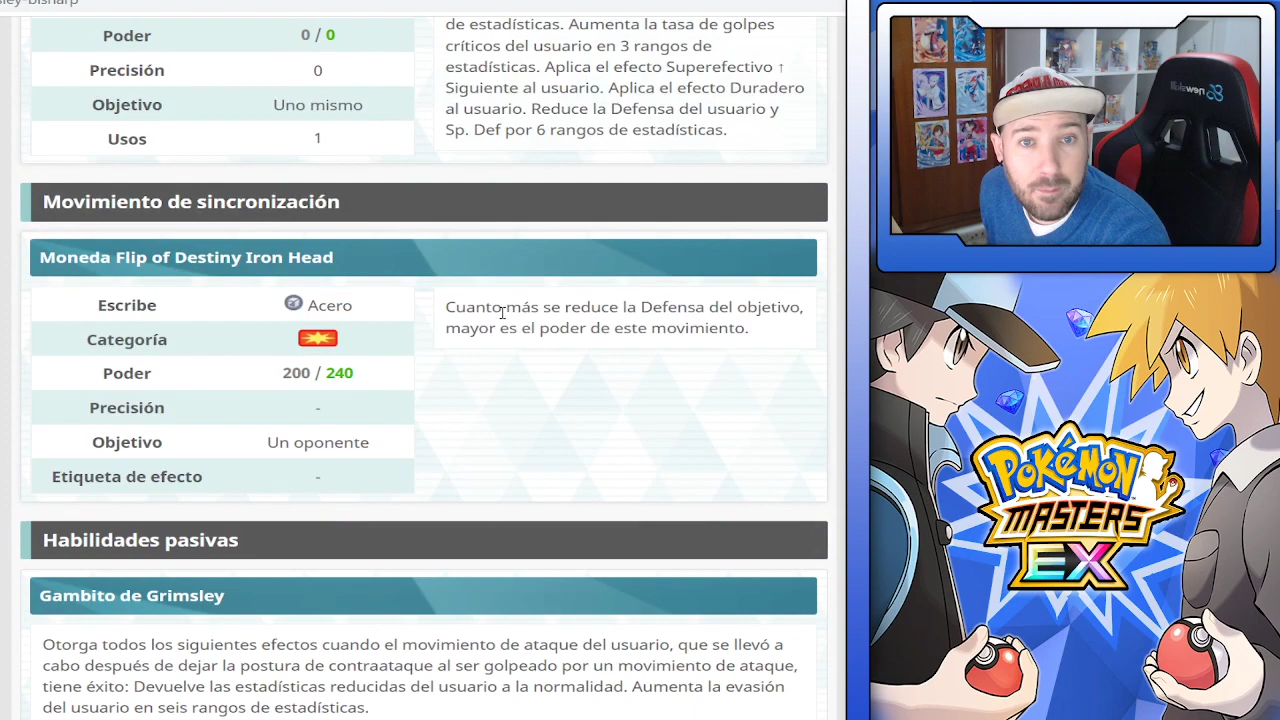 sley-bisharp
Poder 0 / 0
Precisión 0
Objetivo Uno mismo
Usos 1
de estadísticas. Aumenta la tasa de golpes
críticos del usuario en 3 rangos de
estadísticas. Aplica el efecto Superefectivo ↑
Siguiente al usuario. Aplica el efecto Duradero
al usuario. Reduce la Defensa del usuario y
Sp. Def por 6 rangos de estadísticas.
Movimiento de sincronización
Moneda Flip of Destiny Iron Head
Escribe Acero
Categoría
Poder 200 / 240
Precisión -
Objetivo Un oponente
Etiqueta de efecto -
Cuanto más se reduce la Defensa del objetivo,
mayor es el poder de este movimiento.
Habilidades pasivas
Gambito de Grimsley
Otorga todos los siguientes efectos cuando el movimiento de ataque del usuario, que se llevó a
cabo después de dejar la postura de contraataque al ser golpeado por un movimiento de ataque,
tiene éxito: Devuelve las estadísticas reducidas del usuario a la normalidad. Aumenta la evasión
del usuario en seis rangos de estadísticas.
newskill
POKéMON
MASTERS
EX